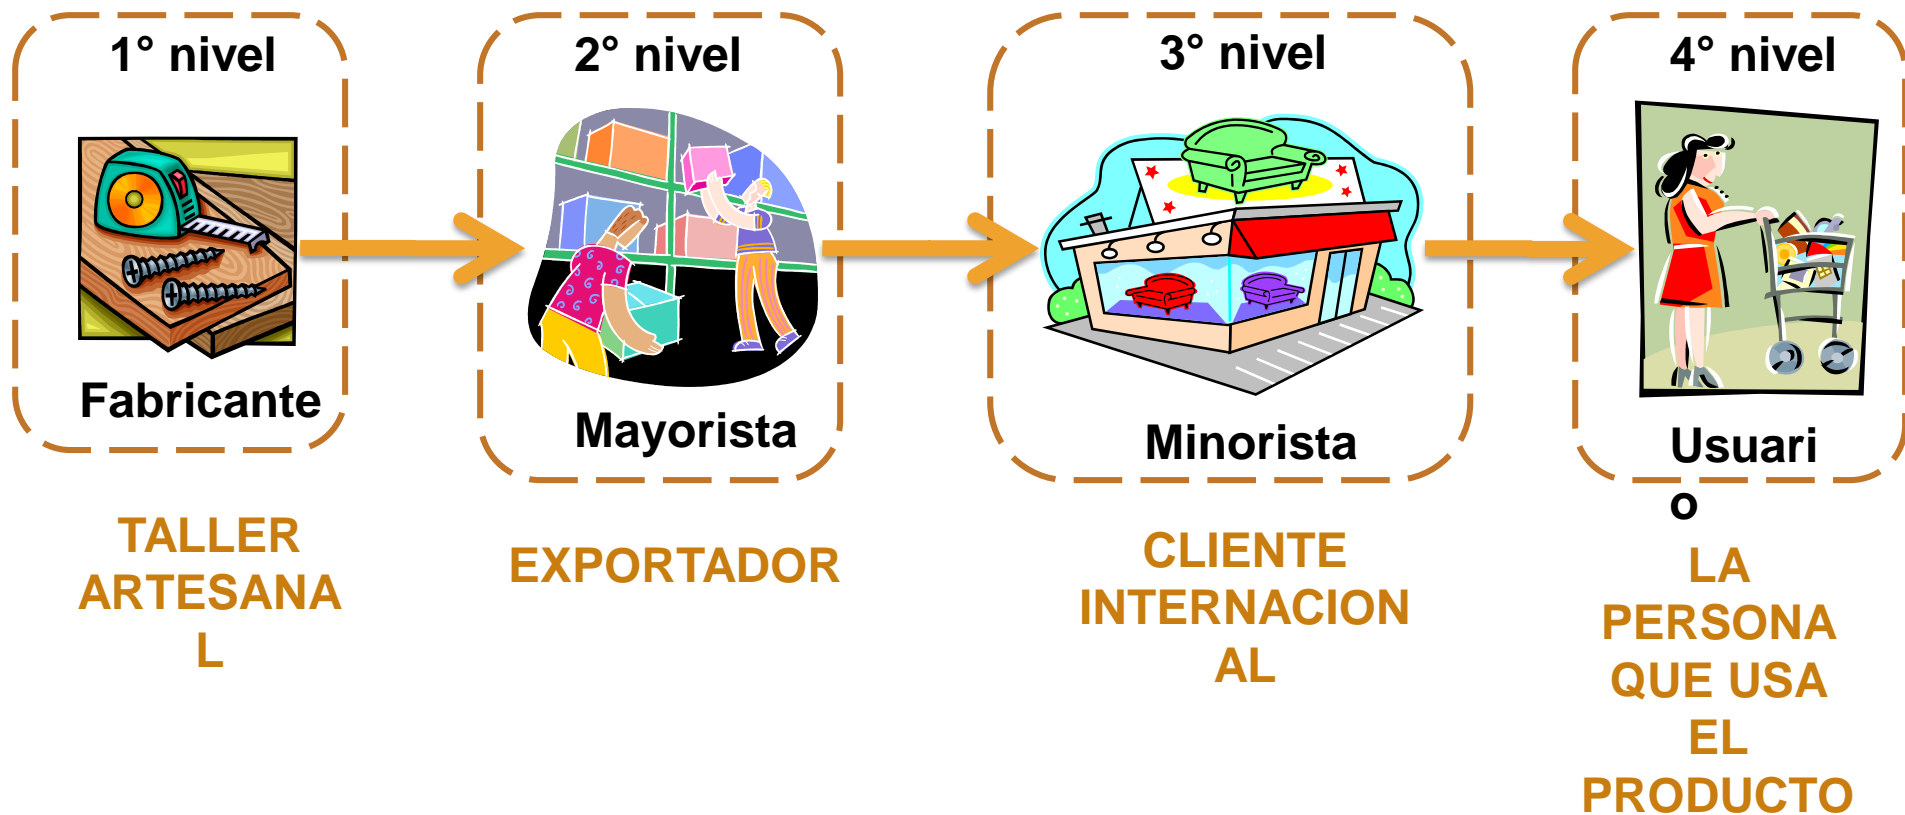 1° nivel
Fabricante
TALLER
ARTESANA
L
2° nivel
Mayorista
EXPORTADOR
3° nivel
Minorista
CLIENTE
INTERNACION
AL
4° nivel
Usuari
o
LA
PERSONA
QUE USA
EL
PRODUCTO